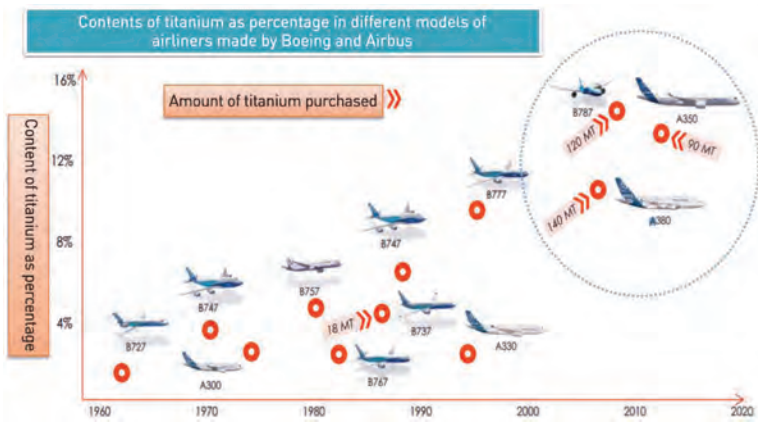 Contents of titanium as percentage in different models of
airliners made by Boeing and Airbus
16%
Amount of titanium purchased
B787
A350
120 MT
90 MT
Content of titanium as percentage
12%
B777
A380
140 MT
B747
8%
B757
B747
18 MT
B737
4%
B727
A330
A300
B767
1960
1970
1980
1990
2000
2010
2020